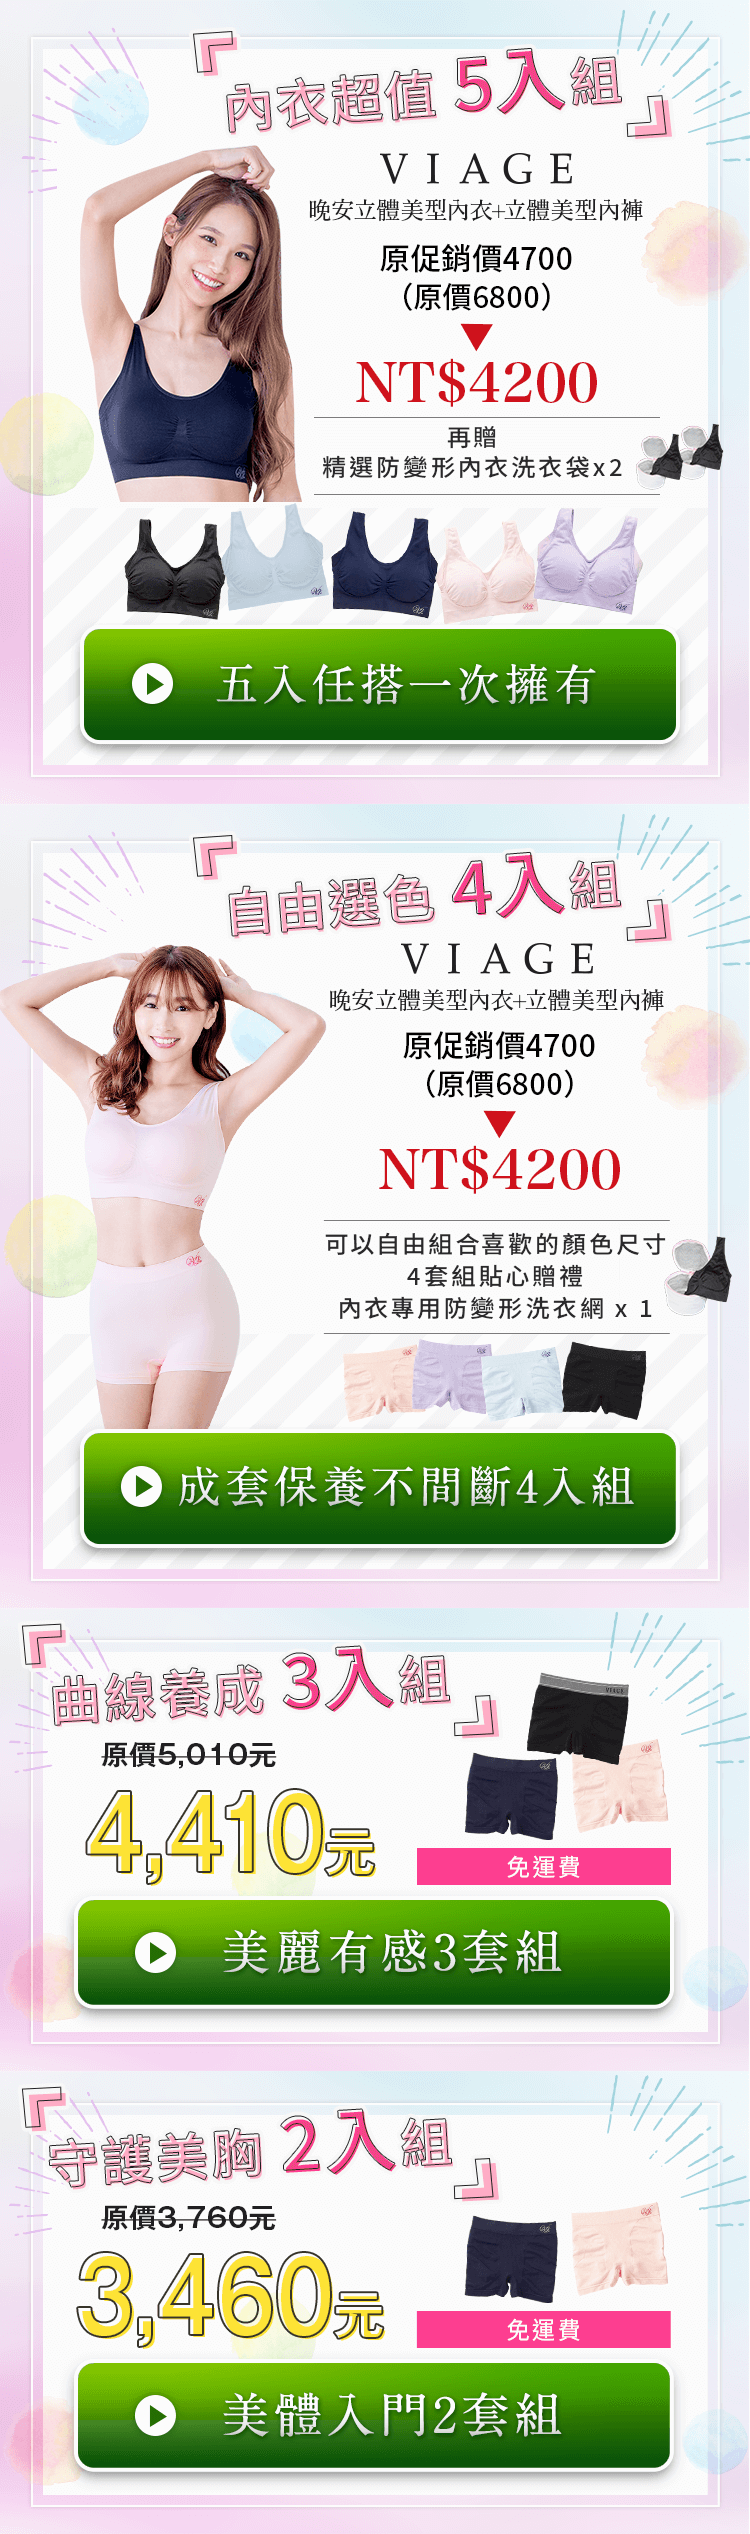 『內衣超值5入組』
VIAGE
晚安立體美型內衣+立體美型內褲
原促銷價4700
（原價6800）
NT$4200
再贈
精選防變形內衣洗衣袋x2
五入任搭一次擁有
『自由選色4入組』
VIAGE
晚安立體美型內衣+立體美型內褲
原促銷價4700
（原價6800）
NT$4200
可以自由組合喜歡的顏色尺寸
4套組貼心贈禮
內衣專用防變形洗衣網 x 1
成套保養不間斷4入組
『曲線養成3入組』
原價5,010元
VIAGE
4,410元
免運費
美麗有感3套組
『守護美胸2入組』
原價3,760元
3,460元
免運費
美體入門2套組